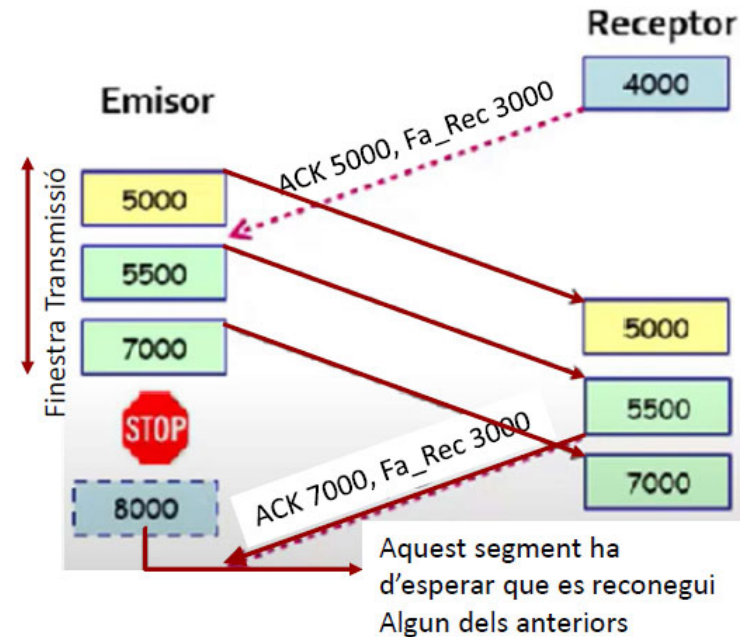 Receptor
4000
Emisor
ACK 5000, Fa_Rec 3000
Finestra Transmissió
5000
5500
7000
STOP
8000
5000
5500
7000
ACK 7000, Fa_Rec 3000
Aquest segment ha
d'esperar que es reconegui
Algun dels anteriors